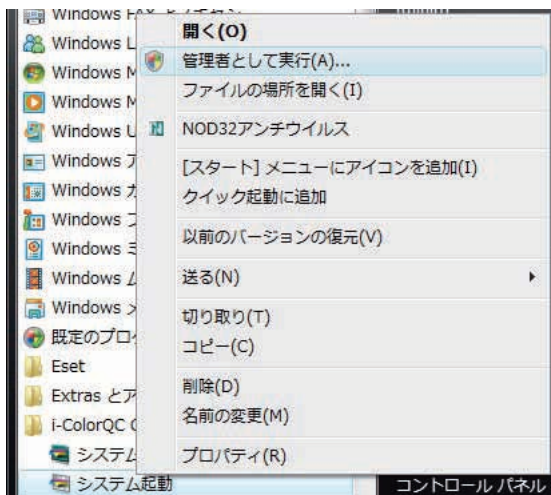 Windows FAX
開く(O)
Windows L
管理者として実行(A)...
Windows M
ファイルの場所を開く(I)
Windows M
NOD32アンチウイルス
Windows U
[スタート] メニューにアイコンを追加(I)
Windows ア
クイック起動に追加
Windows カ
以前のバージョンの復元(V)
Windows フ
送る(N)
Windows ミ
切り取り(T)
Windows ム
コピー(C)
Windows メ
削除(D)
既定のプロ
名前の変更(M)
Eset
プロパティ(R)
Extras とア
i-ColorQC
システム
システム起動
コントロール パネル